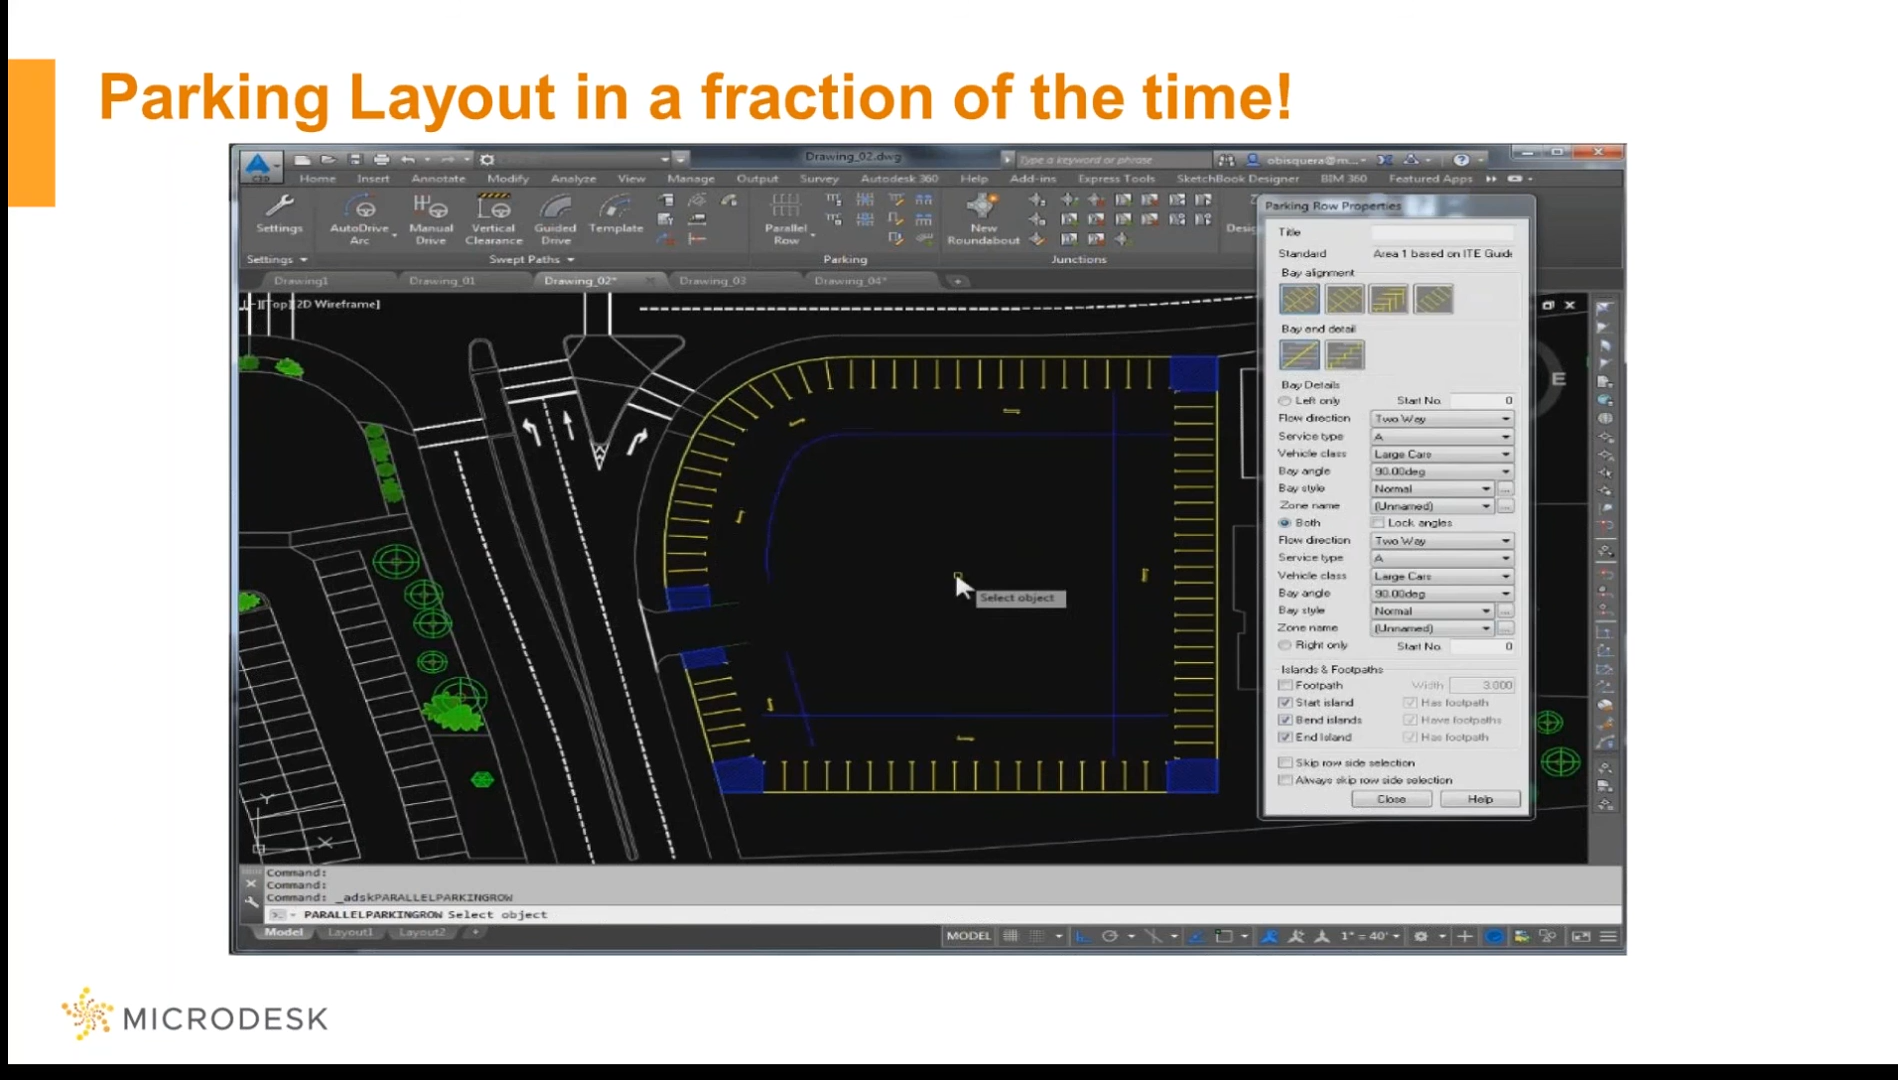 Parking Layout in a fraction of the time!
Drawing_02.dwg
Type a keyword or phrase
obisquera@m...
C3D
Home Insert Annotate Modify Analyze View Manage Output Survey Autodesk 360 Help Add-ins Express Tools SketchBook Designer BIM 360 Featured Apps
Settings
AutoDrive Arc
Manual Drive
Vertical Clearance
Guided Drive
Template
Parallel Row
New Roundabout
Settings
Swept Paths
Parking
Junctions
Drawing1 Drawing_01 Drawing_02* Drawing_03 Drawing_04*
[-][Top][2D Wireframe]
E
Select object
Y
X
Parking Row Properties
Title
Standard Area 1 based on ITE Guide
Bay alignment
Bay end detail
Bay Details
Left only Start No. 0
Flow direction Two Way
Service type A
Vehicle class Large Cars
Bay angle 90.00deg
Bay style Normal ...
Zone name (Unnamed) ...
Both Lock angles
Flow direction Two Way
Service type A
Vehicle class Large Cars
Bay angle 90.00deg
Bay style Normal ...
Zone name (Unnamed) ...
Right only Start No. 0
Islands & Footpaths
Footpath Width 3.000
Start island Has footpath
Bend islands Have footpaths
End Island Has footpath
Skip row side selection
Always skip row side selection
Close Help
Command:
Command:
Command: _adskPARALLELPARKINGROW
PARALLELPARKINGROW Select object
Model Layout1 Layout2 +
MODEL 1" = 40'
MICRODESK